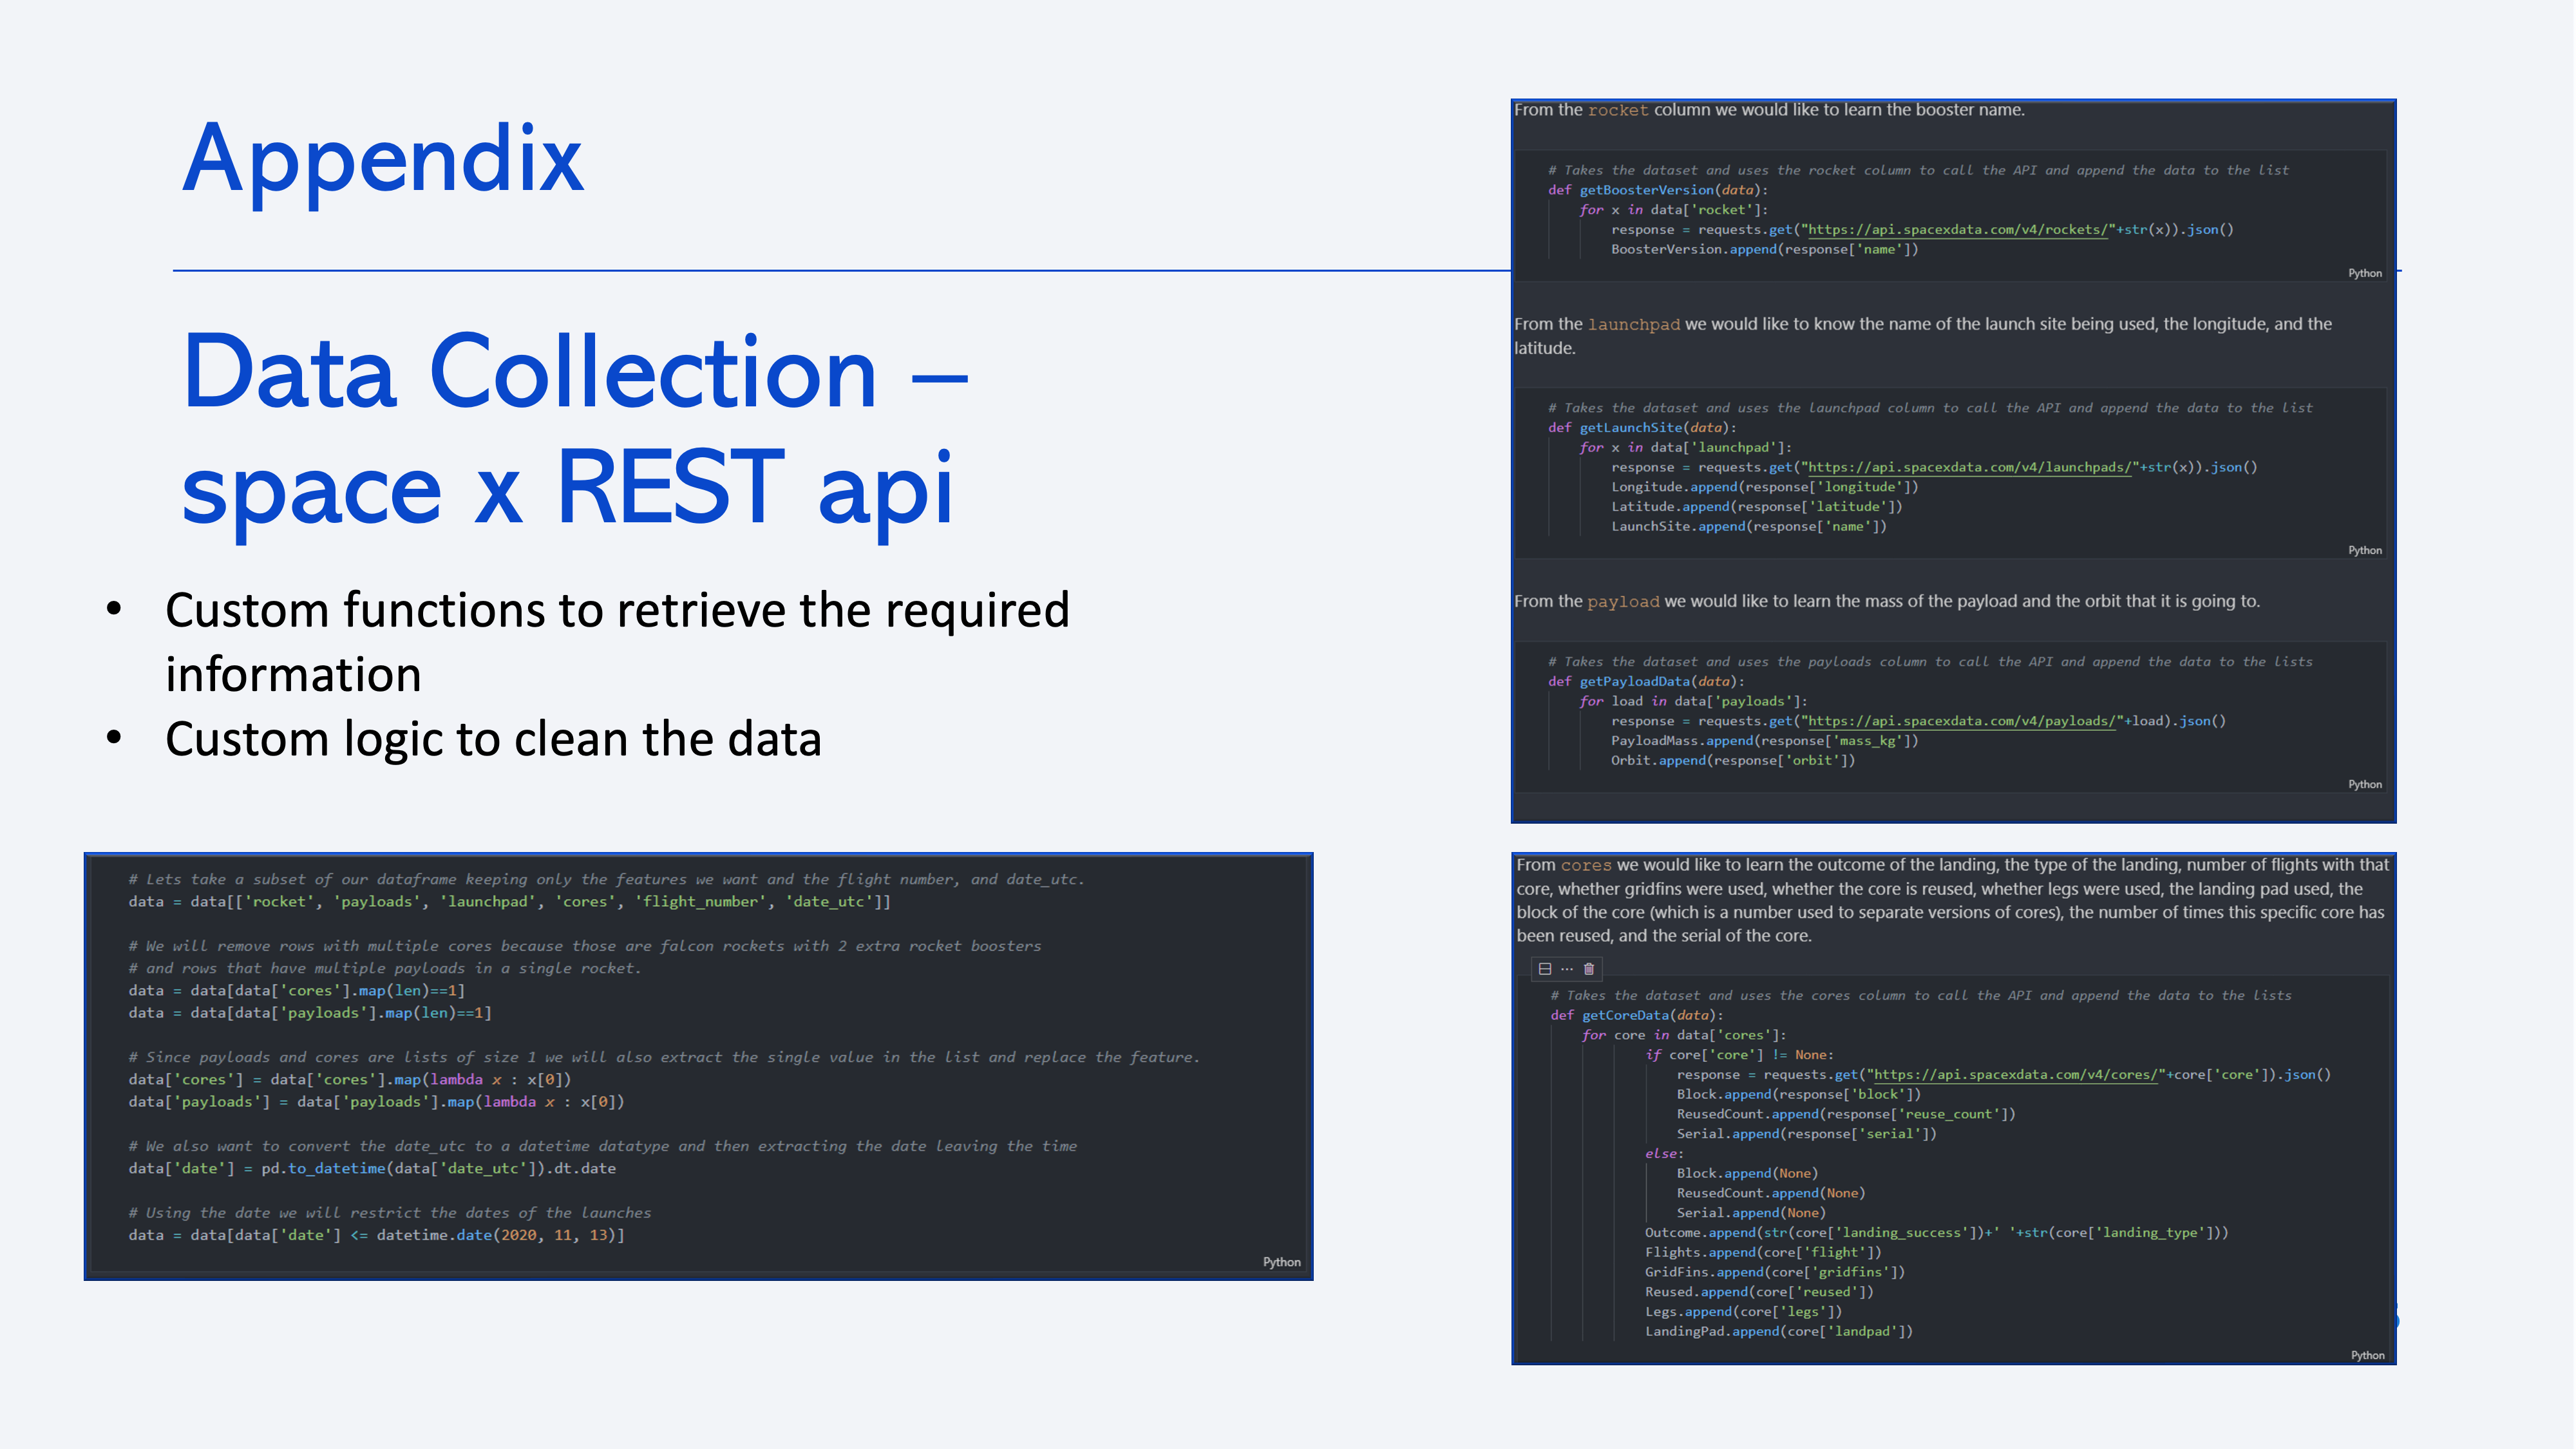 Appendix
Data Collection –
space x REST api
• Custom functions to retrieve the required
information
• Custom logic to clean the data
# Lets take a subset of our dataframe keeping only the features we want and the flight number, and date_utc.
data = data[['rocket', 'payloads', 'launchpad', 'cores', 'flight_number', 'date_utc']]
# We will remove rows with multiple cores because those are falcon rockets with 2 extra rocket boosters
# and rows that have multiple payloads in a single rocket.
data = data[data['cores'].map(len)==1]
data = data[data['payloads'].map(len)==1]
# Since payloads and cores are lists of size 1 we will also extract the single value in the list and replace the feature.
data['cores'] = data['cores'].map(lambda x : x[0])
data['payloads'] = data['payloads'].map(lambda x : x[0])
# We also want to convert the date_utc to a datetime datatype and then extracting the date leaving the time
data['date'] = pd.to_datetime(data['date_utc']).dt.date
# Using the date we will restrict the dates of the launches
data = data[data['date'] <= datetime.date(2020, 11, 13)]
Python
From the rocket column we would like to learn the booster name.
# Takes the dataset and uses the rocket column to call the API and append the data to the list
def getBoosterVersion(data):
for x in data['rocket']:
response = requests.get("https://api.spacexdata.com/v4/rockets/"+str(x)).json()
BoosterVersion.append(response['name'])
Python
From the launchpad we would like to know the name of the launch site being used, the longitude, and the
latitude.
# Takes the dataset and uses the launchpad column to call the API and append the data to the list
def getLaunchSite(data):
for x in data['launchpad']:
response = requests.get("https://api.spacexdata.com/v4/launchpads/"+str(x)).json()
Longitude.append(response['longitude'])
Latitude.append(response['latitude'])
LaunchSite.append(response['name'])
Python
From the payload we would like to learn the mass of the payload and the orbit that it is going to.
# Takes the dataset and uses the payloads column to call the API and append the data to the lists
def getPayloadData(data):
for load in data['payloads']:
response = requests.get("https://api.spacexdata.com/v4/payloads/"+load).json()
PayloadMass.append(response['mass_kg'])
Orbit.append(response['orbit'])
Python
From cores we would like to learn the outcome of the landing, the type of the landing, number of flights with that
core, whether gridfins were used, whether the core is reused, whether legs were used, the landing pad used, the
block of the core (which is a number used to separate versions of cores), the number of times this specific core has
been reused, and the serial of the core.
# Takes the dataset and uses the cores column to call the API and append the data to the lists
def getCoreData(data):
for core in data['cores']:
if core['core'] != None:
response = requests.get("https://api.spacexdata.com/v4/cores/"+core['core']).json()
Block.append(response['block'])
ReusedCount.append(response['reuse_count'])
Serial.append(response['serial'])
else:
Block.append(None)
ReusedCount.append(None)
Serial.append(None)
Outcome.append(str(core['landing_success'])+' '+str(core['landing_type']))
Flights.append(core['flight'])
GridFins.append(core['gridfins'])
Reused.append(core['reused'])
Legs.append(core['legs'])
LandingPad.append(core['landpad'])
Python